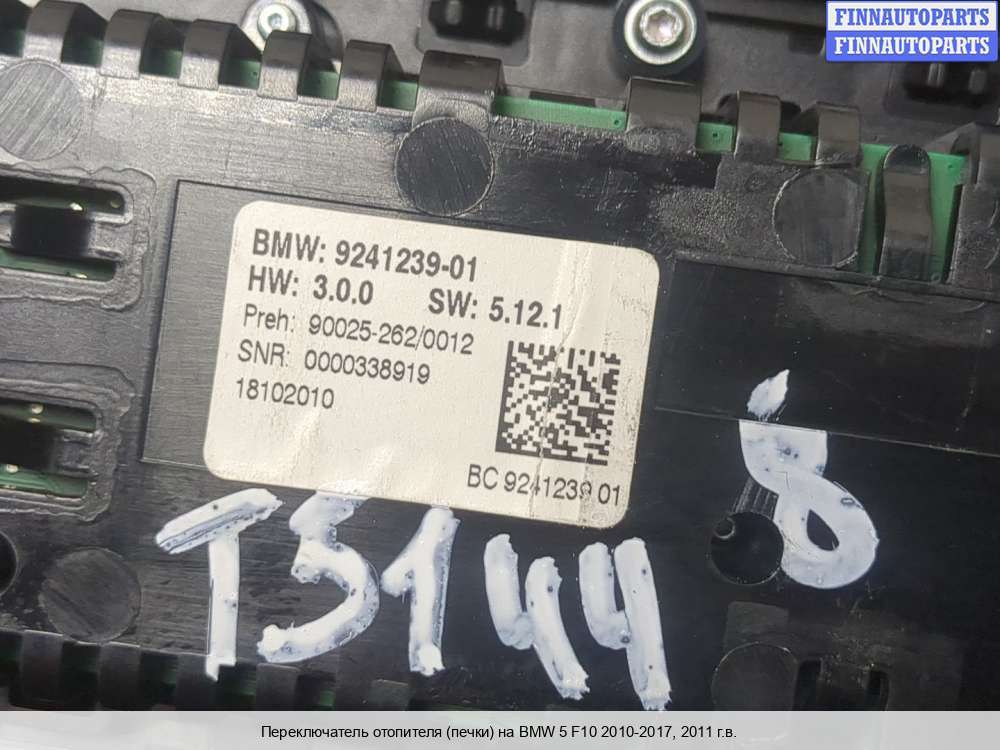 FINNAUTOPARTS
FINNAUTOPARTS
BMW: 9241239-01
HW: 3.0.0 SW: 5.12.1
Preh: 90025-262/0012
SNR: 0000338919
18102010
BC 9241239 01
T5144
Переключатель отопителя (печки) на BMW 5 F10 2010-2017, 2011 г.в.